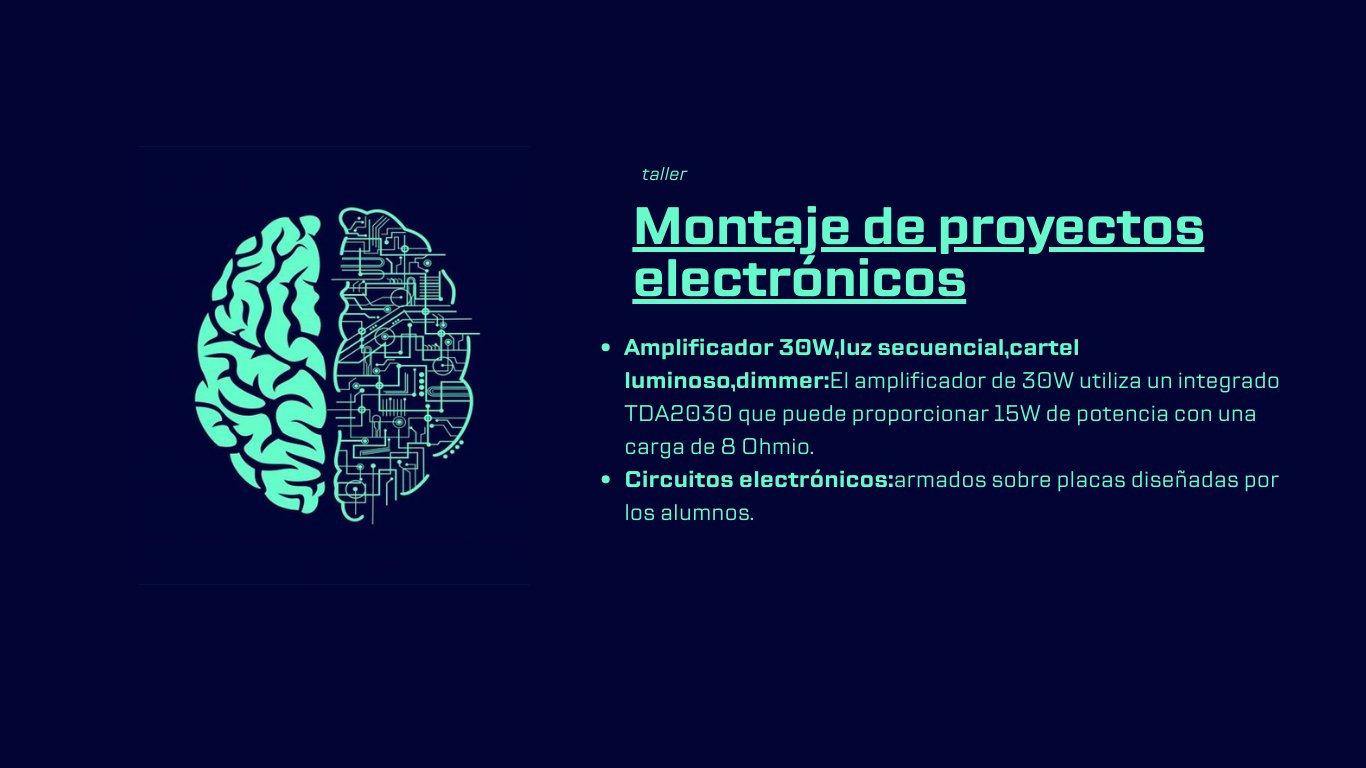 taller
Montaje de proyectos
electrónicos
• Amplificador 30W,luz secuencial,cartel
luminoso,dimmer:El amplificador de 30W utiliza un integrado
TDA2030 que puede proporcionar 15W de potencia con una
carga de 8 Ohmio.
• Circuitos electrónicos:armados sobre placas diseñadas por
los alumnos.